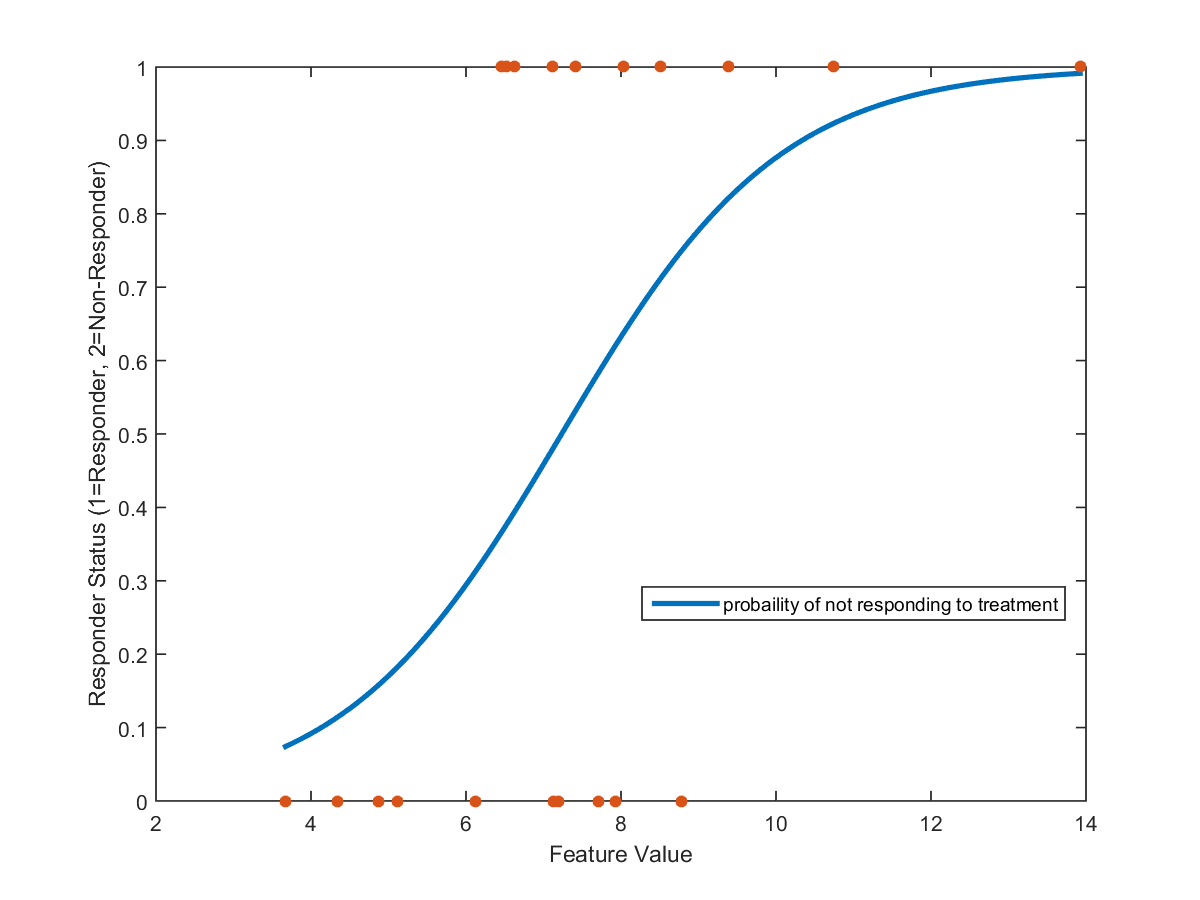 1
0.9
0.8
0.7
0.6
0.5
0.4
0.3
0.2
0.1
0
Responder Status (1=Responder, 2=Non-Responder)
probaility of not responding to treatment
2 4 6 8 10 12 14
Feature Value